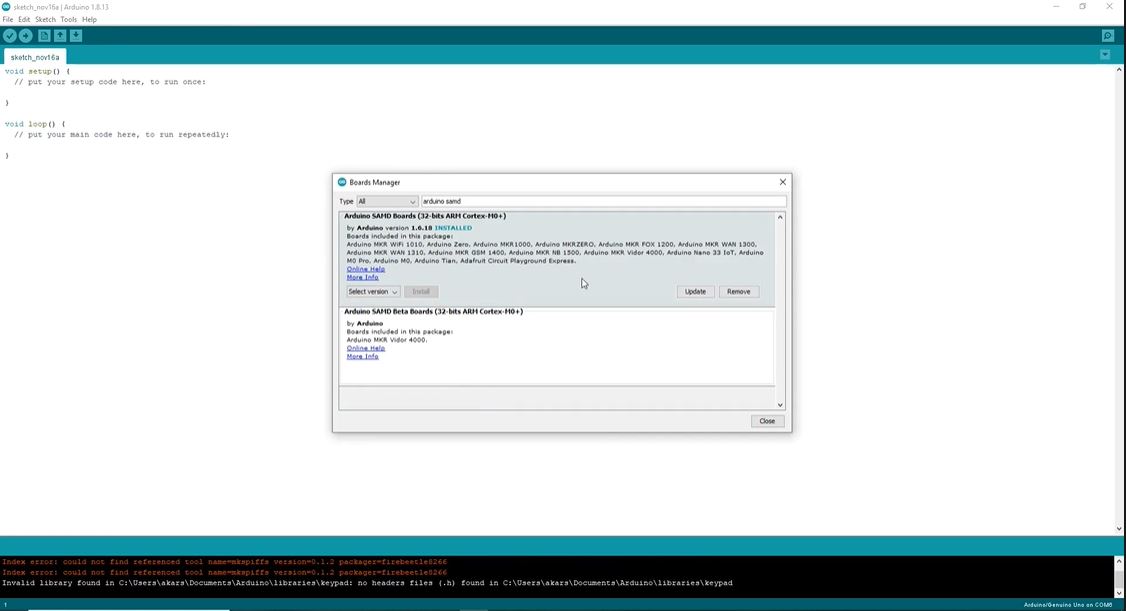 sketch_nov16a | Arduino 1.8.13
File Edit Sketch Tools Help
sketch_nov16a
void setup() {
// put your setup code here, to run once:
}
void loop() {
// put your main code here, to run repeatedly:
}
Boards Manager
Type All arduino samd
Arduino SAMD Boards (32-bits ARM Cortex-M0+)
by Arduino version 1.6.18 INSTALLED
Boards included in this package:
Arduino MKR WiFi 1010, Arduino Zero, Arduino MKR1000, Arduino MKRZERO, Arduino MKR FOX 1200, Arduino MKR WAN 1300,
Arduino MKR WAN 1310, Arduino MKR GSM 1400, Arduino MKR NB 1500, Arduino MKR Vidor 4000, Arduino Nano 33 IoT, Arduino
M0 Pro, Arduino M0, Arduino Tian, Adafruit Circuit Playground Express.
Online Help
More Info
Select version Install Update Remove
Arduino SAMD Beta Boards (32-bits ARM Cortex-M0+)
by Arduino
Boards included in this package:
Arduino MKR Vidor 4000.
Online Help
More Info
Close
Index error: could not find referenced tool name=mkspiffs version=0.1.2 packager=firebeetle8266
Index error: could not find referenced tool name=mkspiffs version=0.1.2 packager=firebeetle8266
Invalid library found in C:\Users\akars\Documents\Arduino\libraries\keypad: no headers files (.h) found in C:\Users\akars\Documents\Arduino\libraries\keypad
1 Arduino/Genuino Uno on COM6